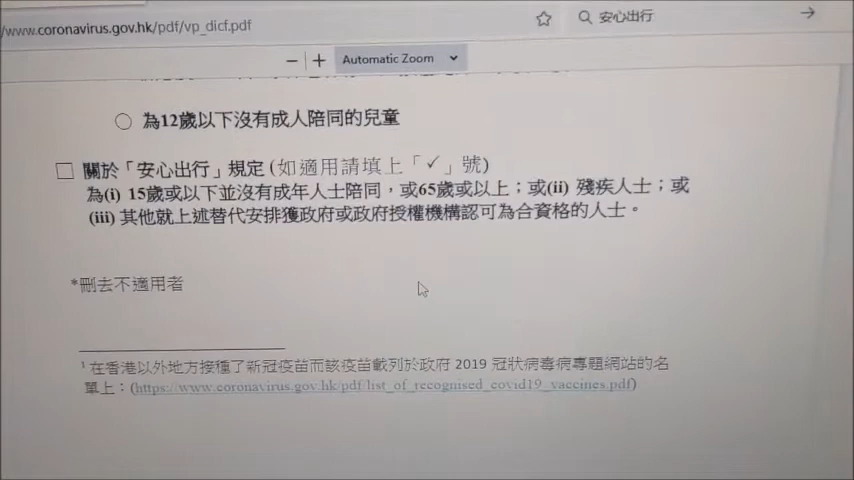 www.coronavirus.gov.hk/pdf/vp_dicf.pdf
安心出行
Automatic Zoom
為12歲以下沒有成人陪同的兒童
關於「安心出行」規定 (如適用請填上「✓」號)
為(i) 15歲或以下並沒有成年人士陪同，或65歲或以上；或(ii) 殘疾人士；或
(iii) 其他就上述替代安排獲政府或政府授權機構認可為合資格的人士。
*刪去不適用者
1 在香港以外地方接種了新冠疫苗而該疫苗載列於政府 2019 冠狀病毒病專題網站的名
單上：(https://www.coronavirus.gov.hk/pdf/list_of_recognised_covid19_vaccines.pdf)